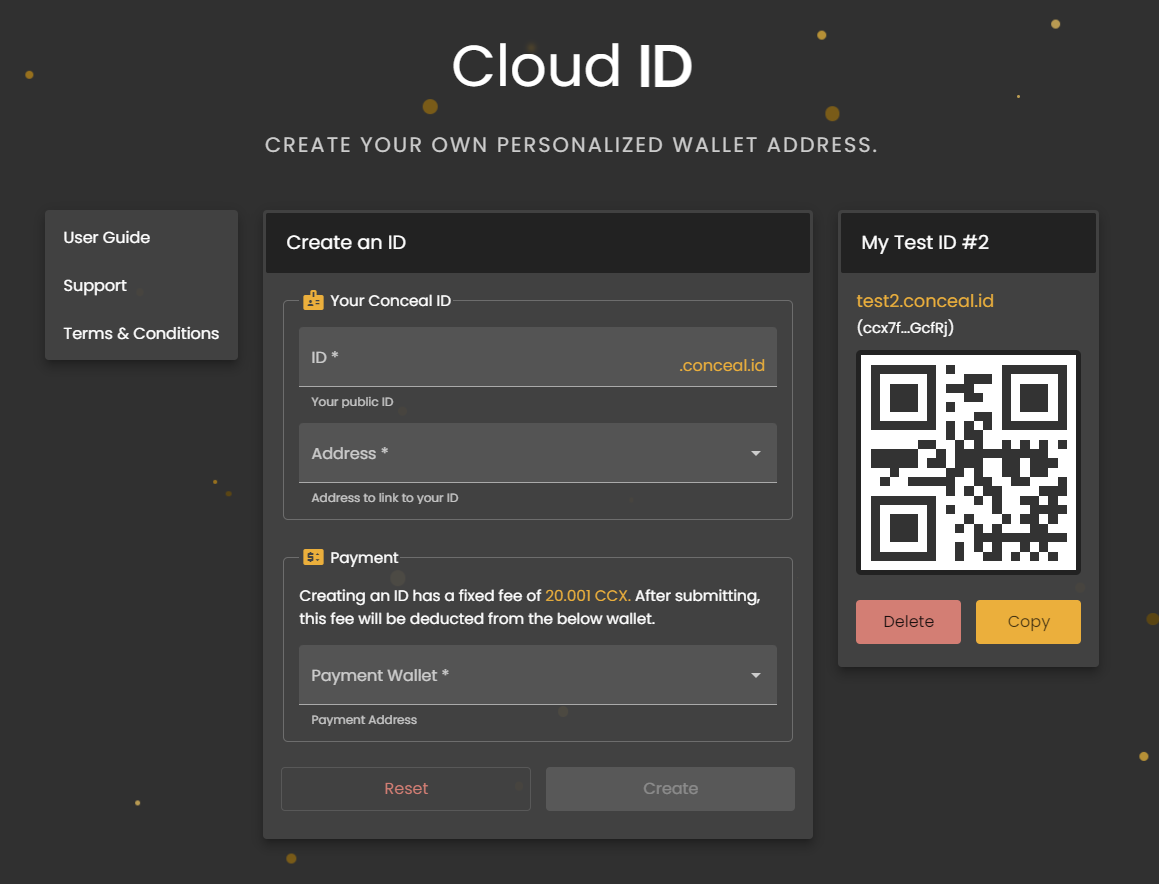 Cloud ID
CREATE YOUR OWN PERSONALIZED WALLET ADDRESS.
User Guide
Support
Terms & Conditions
Create an ID
Your Conceal ID
ID *
.conceal.id
Your public ID
Address *
Address to link to your ID
Payment
Creating an ID has a fixed fee of 20.001 CCX. After submitting,
this fee will be deducted from the below wallet.
Payment Wallet *
Payment Address
Reset
Create
My Test ID #2
test2.conceal.id
(ccx7f...GcfRj)
Delete
Copy